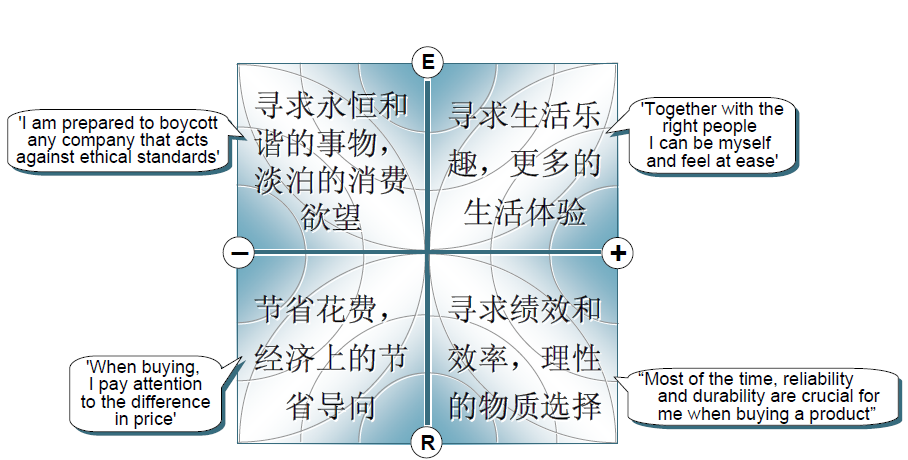 E
'I am prepared to boycott
any company that acts
against ethical standards'
寻求永恒和
谐的事物，
淡泊的消费
欲望
寻求生活乐
趣，更多的
生活体验
'Together with the
right people
I can be myself
and feel at ease'
−
+
'When buying,
I pay attention
to the difference
in price'
节省花费，
经济上的节
省导向
寻求绩效和
效率，理性
的物质选择
“Most of the time, reliability
and durability are crucial for
me when buying a product”
R